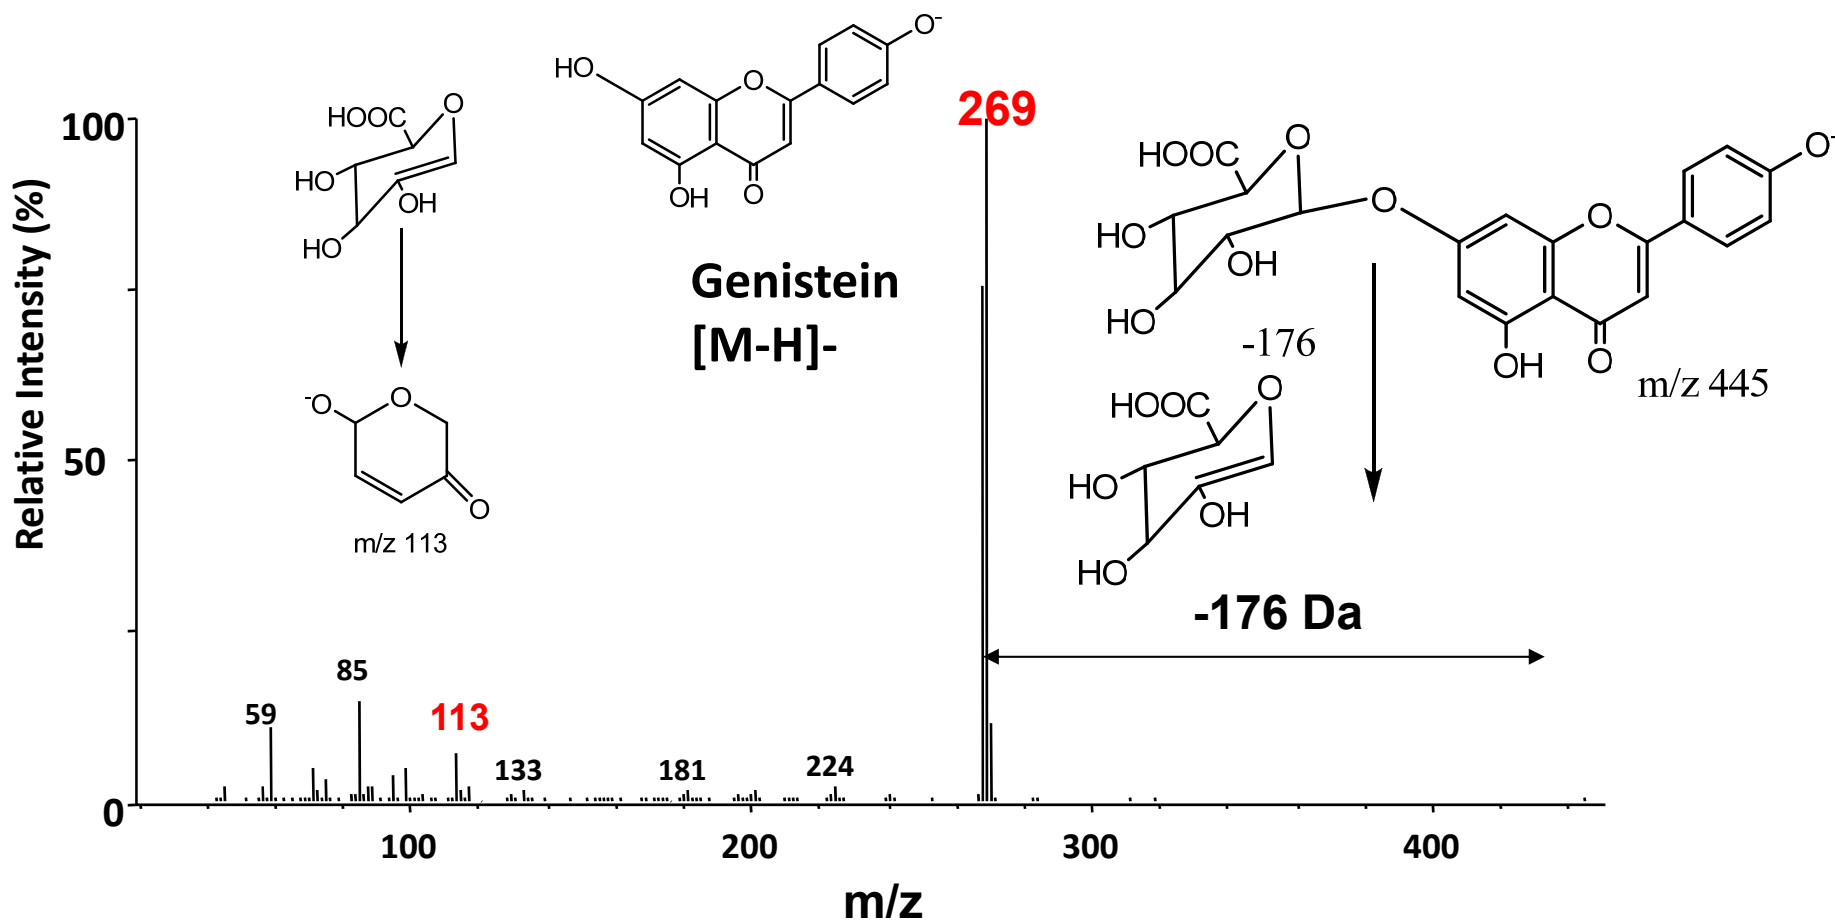 O-
HO
O
OH
O
HOOC
O
HO
OH
HO
269
100
HOOC
O
HO
OH
HO
O
O-
O
OH
O
Genistein
[M-H]-
-176
m/z 445
-O
O
O
m/z 113
HOOC
O
HO
OH
HO
Relative Intensity (%)
50
-176 Da
85
59
113
133
181
224
0
100
200
300
400
m/z